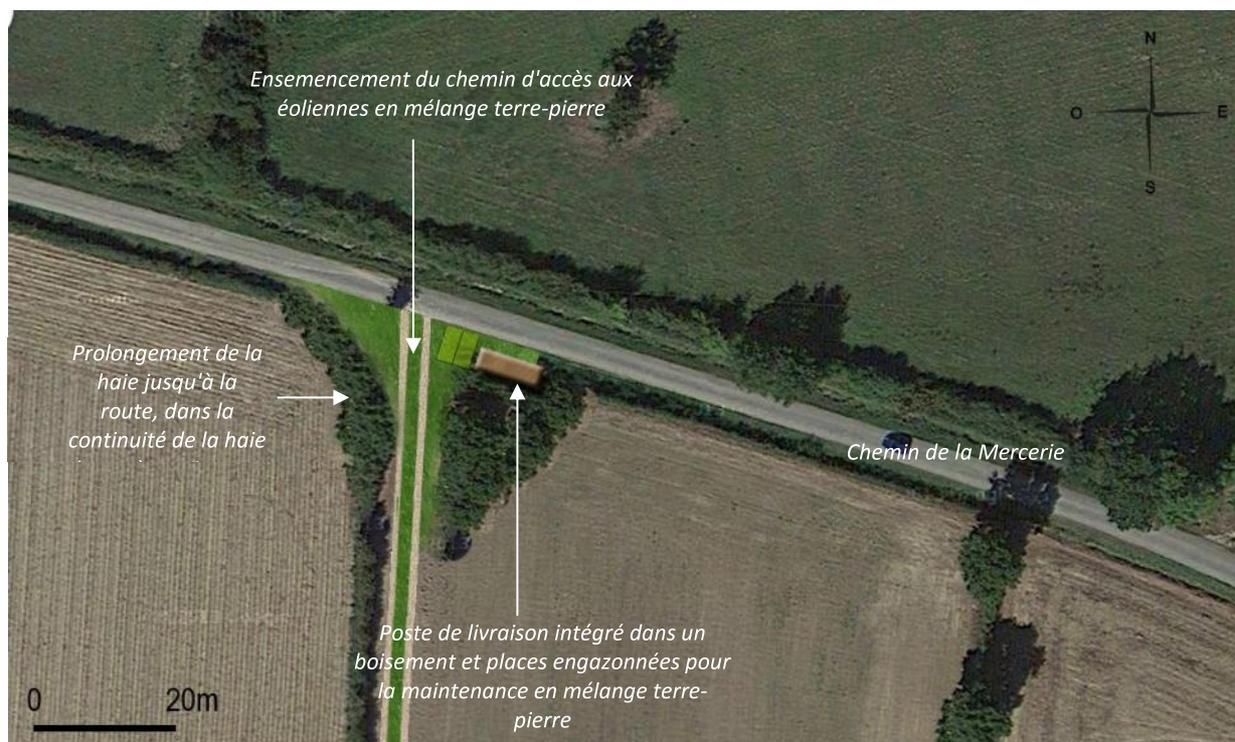 Ensemencement du chemin d'accès aux
éoliennes en mélange terre-pierre
N
O
E
S
Prolongement de la
haie jusqu'à la
route, dans la
continuité de la haie
Chemin de la Mercerie
Poste de livraison intégré dans un
boisement et places engazonnées pour
la maintenance en mélange terre-
pierre
0
20m